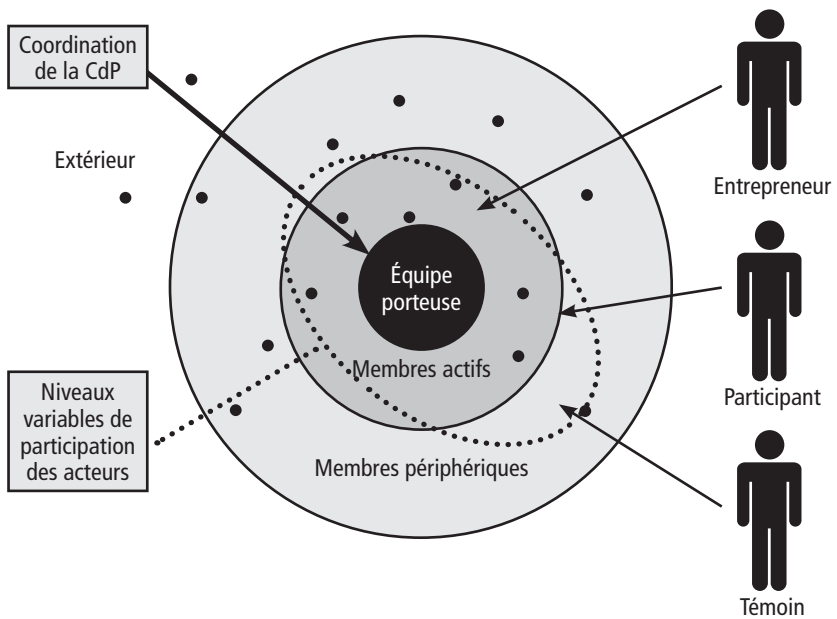 Coordination
de la CdP
Extérieur
Entrepreneur
Équipe
porteuse
Membres actifs
Niveaux
variables de
participation
des acteurs
Participant
Membres périphériques
Témoin